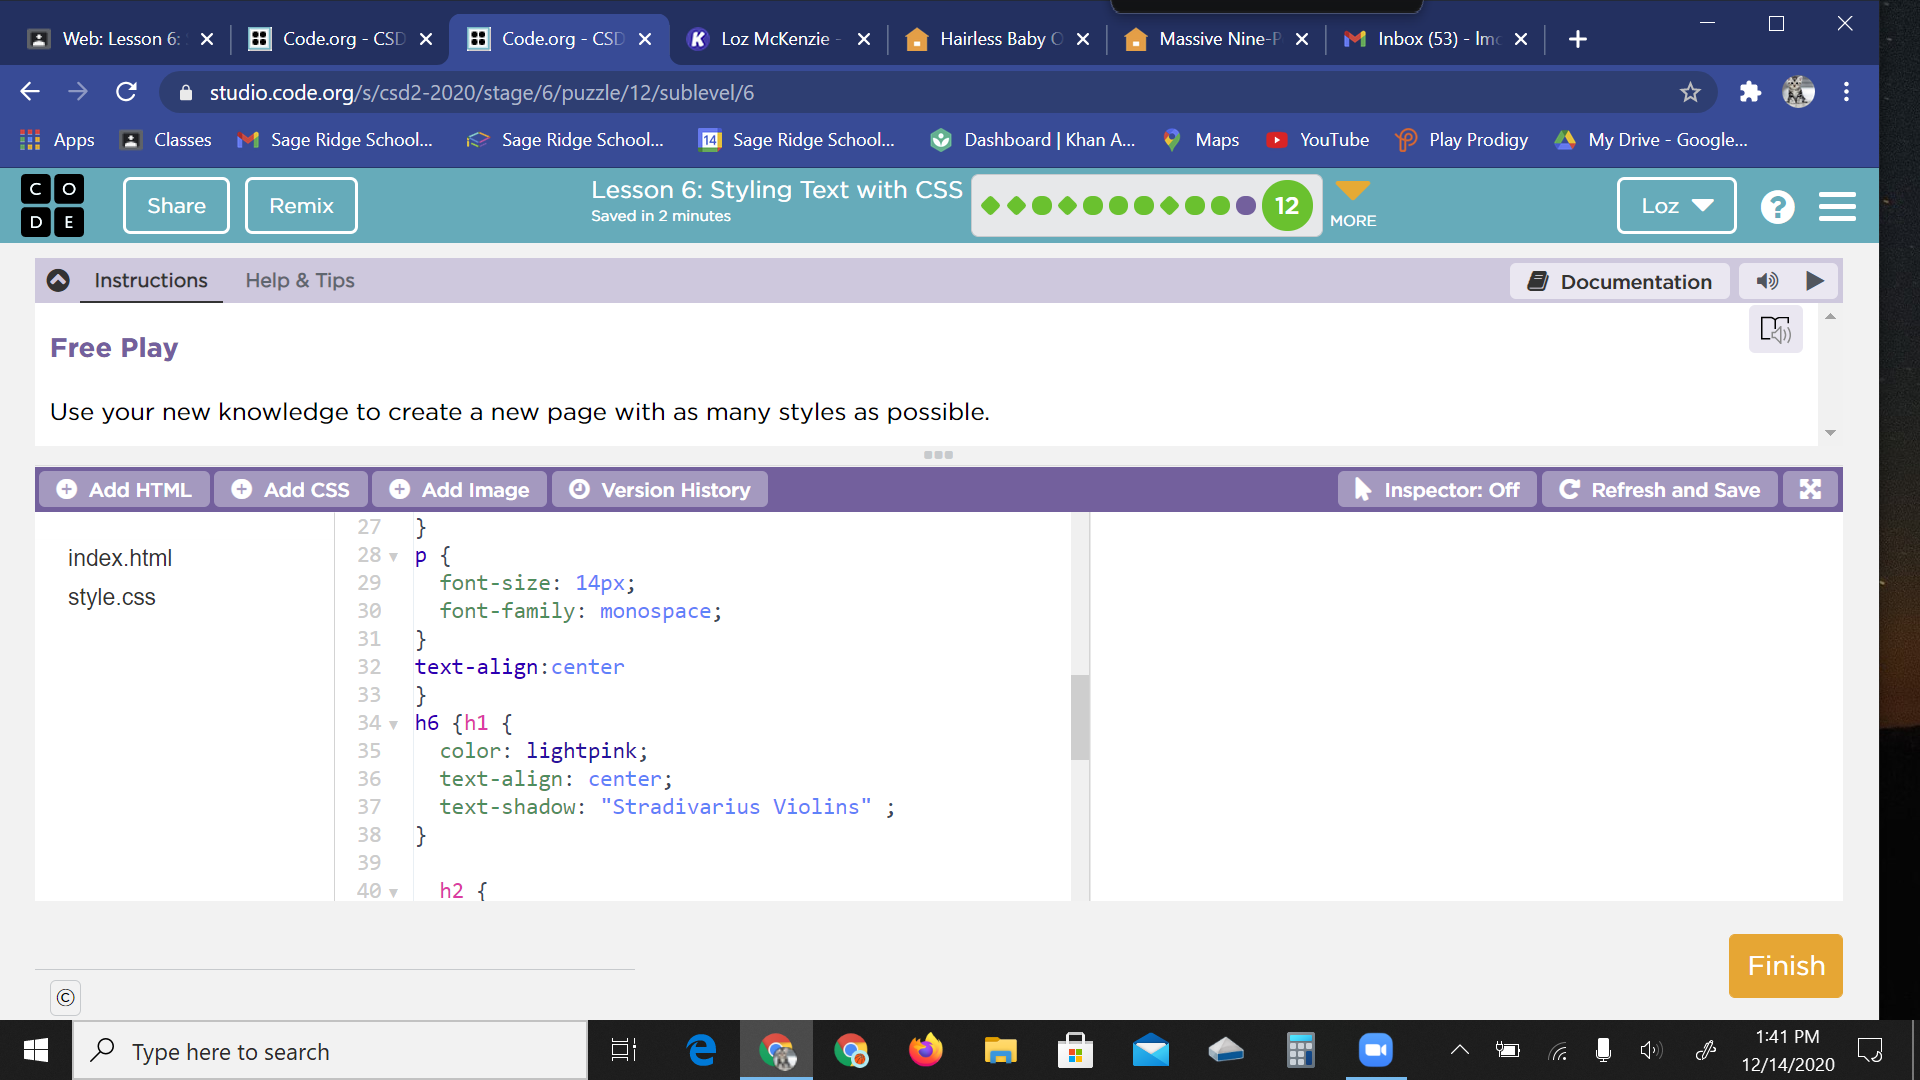 Web: Lesson 6:
Code.org - CSD
Code.org - CSD
Loz McKenzie -
Hairless Baby O
Massive Nine-P
Inbox (53) - lmc
studio.code.org/s/csd2-2020/stage/6/puzzle/12/sublevel/6
Apps
Classes
Sage Ridge School...
Sage Ridge School...
14
Sage Ridge School...
Dashboard | Khan A...
Maps
YouTube
Play Prodigy
My Drive - Google...
C O
D E
Share
Remix
Lesson 6: Styling Text with CSS
Saved in 2 minutes
12
MORE
Loz
?
Instructions
Help & Tips
Documentation
Free Play
Use your new knowledge to create a new page with as many styles as possible.
Add HTML
Add CSS
Add Image
Version History
Inspector: Off
Refresh and Save
index.html
style.css
27 }
28 p {
29 font-size: 14px;
30 font-family: monospace;
31 }
32 text-align:center
33 }
34 h6 {h1 {
35 color: lightpink;
36 text-align: center;
37 text-shadow: "Stradivarius Violins" ;
38 }
39
40 h2 {
Finish
©
Type here to search
1:41 PM
12/14/2020